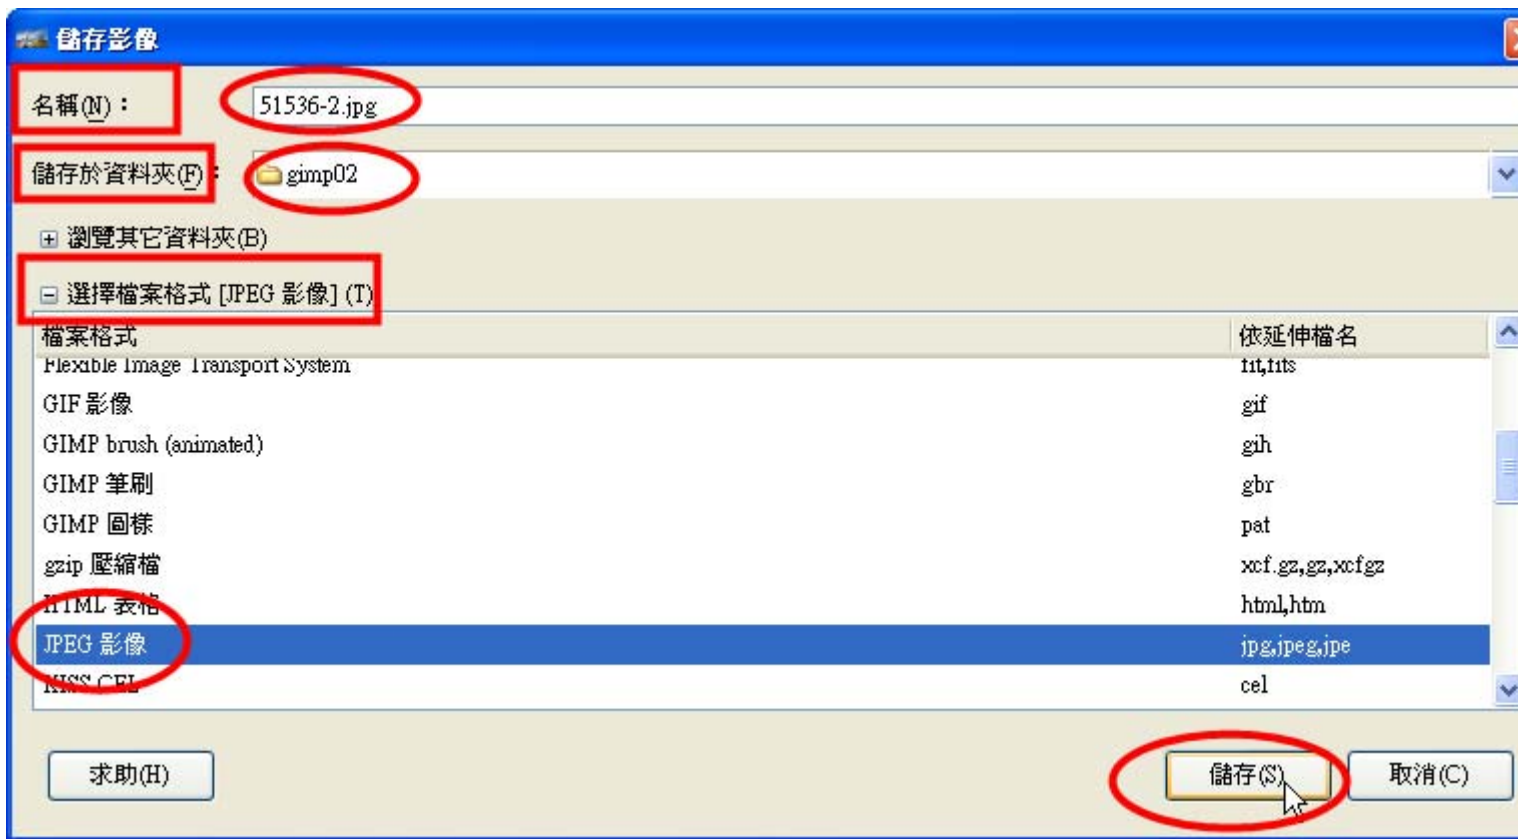 儲存影像
名稱(N)： 51536-2.jpg
儲存於資料夾(F)： gimp02
瀏覽其它資料夾(B)
選擇檔案格式 [JPEG 影像] (T)
檔案格式 依延伸檔名
Flexible Image Transport System fit,fits
GIF 影像 gif
GIMP brush (animated) gih
GIMP 筆刷 gbr
GIMP 圖樣 pat
gzip 壓縮檔 xcf.gz,gz,xcfgz
HTML 表格 html,htm
JPEG 影像 jpg,jpeg,jpe
KISS CEL cel
求助(H) 儲存(S) 取消(C)